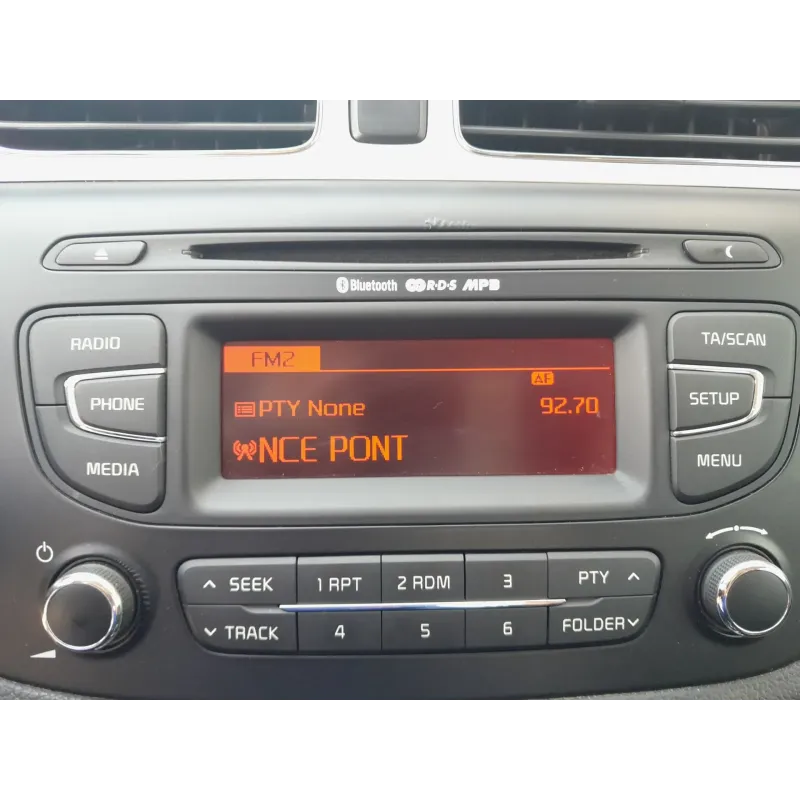 Bluetooth R·D·S MP3
RADIO
PHONE
MEDIA
FM2
AF
PTY None 92.70
NCE PONT
TA/SCAN
SETUP
MENU
SEEK 1 RPT 2 RDM 3 PTY
TRACK 4 5 6 FOLDER